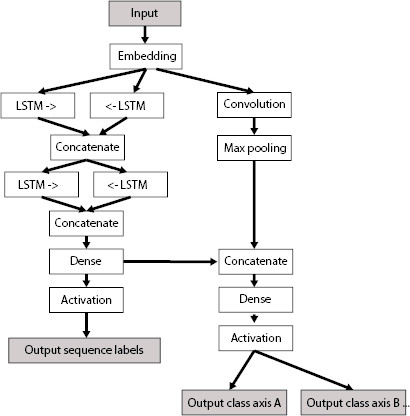 Input
Embedding
LSTM ->
<- LSTM
Convolution
Concatenate
Max pooling
LSTM ->
<- LSTM
Concatenate
Dense
Concatenate
Activation
Dense
Activation
Output sequence labels
Output class axis A
Output class axis B ...